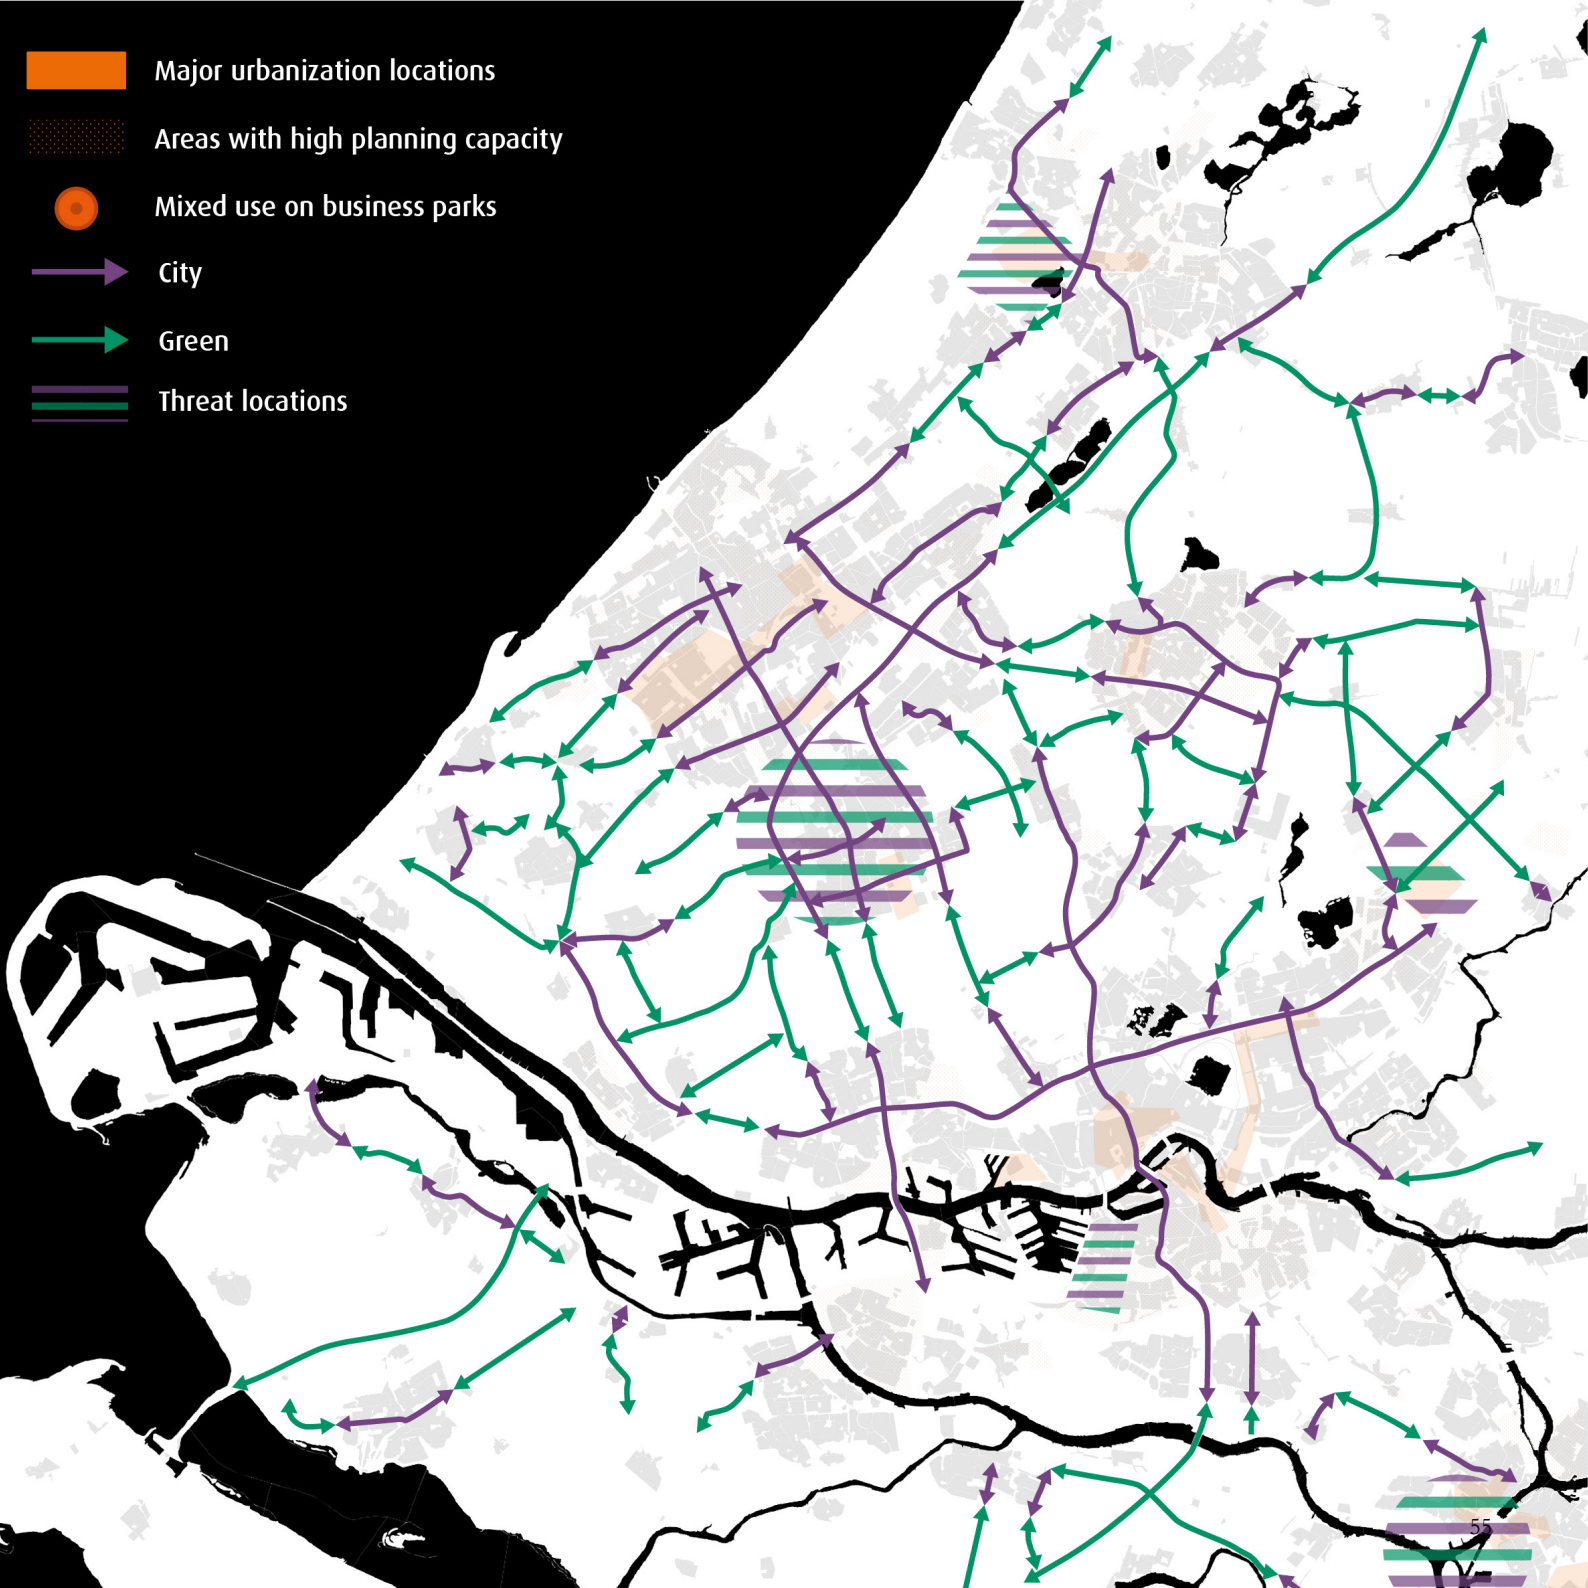 Major urbanization locations
Areas with high planning capacity
Mixed use on business parks
City
Green
Threat locations
55